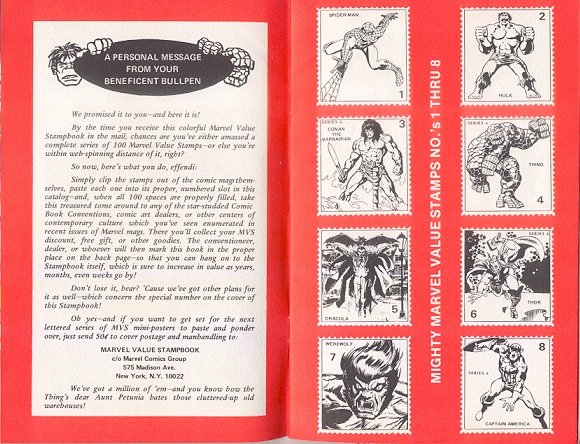 A PERSONAL MESSAGE
FROM YOUR
BENEFICENT BULLPEN
We promised it to you—and here it is!
By the time you receive this colorful Marvel Value
Stampbook in the mail, chances are you've either amassed a
complete series of 100 Marvel Value Stamps—or else you're
within web-spinning distance of it, right?
So now, here's what you do, effendi:
Simply clip the stamps out of the comic magsthem-
selves, paste each one into its proper, numbered slot in this
catalog—and, when all 100 spaces are properly filled, take
this treasured tome around to any of the star-studded Comic
Book Conventions, comic art dealers, or other centers of
contemporary culture which you've seen enumerated in
recent issues of Marvel mags. There you'll collect your MVS
discount, free gift, or other goodies. The conventioneer,
dealer, or whoever will then mark this book in the proper
place on the back page—so that you can hang on to the
Stampbook itself, which is sure to increase in value as years,
months, even weeks go by!
Don't lose it, hear? 'Cause we've got other plans for
it as well—which concern the special number on the cover of
this Stampbook!
Oh yes—and if you want to get set for the next
lettered series of MVS mini-posters to paste and ponder
over, just send 50¢ to cover postage and manhandling to:
MARVEL VALUE STAMPBOOK
c/o Marvel Comics Group
575 Madison Ave.
New York, N.Y. 10022
We've got a million of 'em—and you know how the
Thing's dear Aunt Petunia hates those cluttered-up old
warehouses!
SPIDER-MAN
1
2
HULK
SERIES A
3
CONAN
THE
BARBARIAN
SERIES A
THING
4
DRACULA
5
SERIES A
THOR
6
WEREWOLF
7
8
SERIES A
CAPTAIN AMERICA
MIGHTY MARVEL VALUE STAMPS NO.'s 1 THRU 8